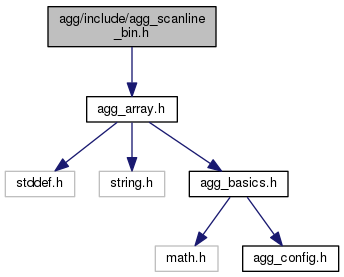 agg/include/agg_scanline
_bin.h
agg_array.h
stddef.h
string.h
agg_basics.h
math.h
agg_config.h